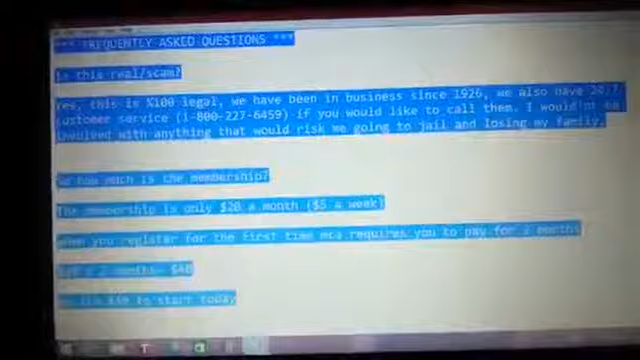 *** FREQUENTLY ASKED QUESTIONS ***
Is this real/scam?
Yes, this is %100 legal, we have been in business since 1926, we also have 24/7
customer service (1-800-227-6459) if you would like to call them. I would'nt be
involved with anything that would risk me going to jail and losing my family.
So how much is the membership?
The membership is only $20 a month ($5 a week)
When you register for the first time mca requires you to pay for 2 months
2 months= $40
$40 to start today